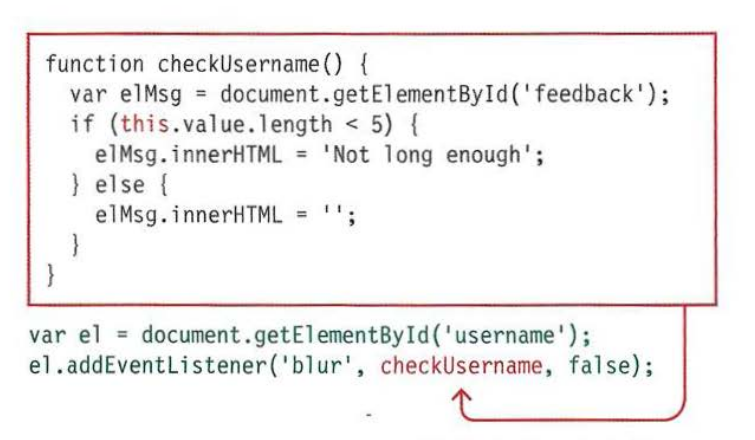 function checkUsername() {
  var elMsg = document.getElementById('feedback');
  if (this.value.length < 5) {
    elMsg.innerHTML = 'Not long enough';
  } else {
    elMsg.innerHTML = '';
  }
}
var el = document.getElementById('username');
el.addEventListener('blur', checkUsername, false);